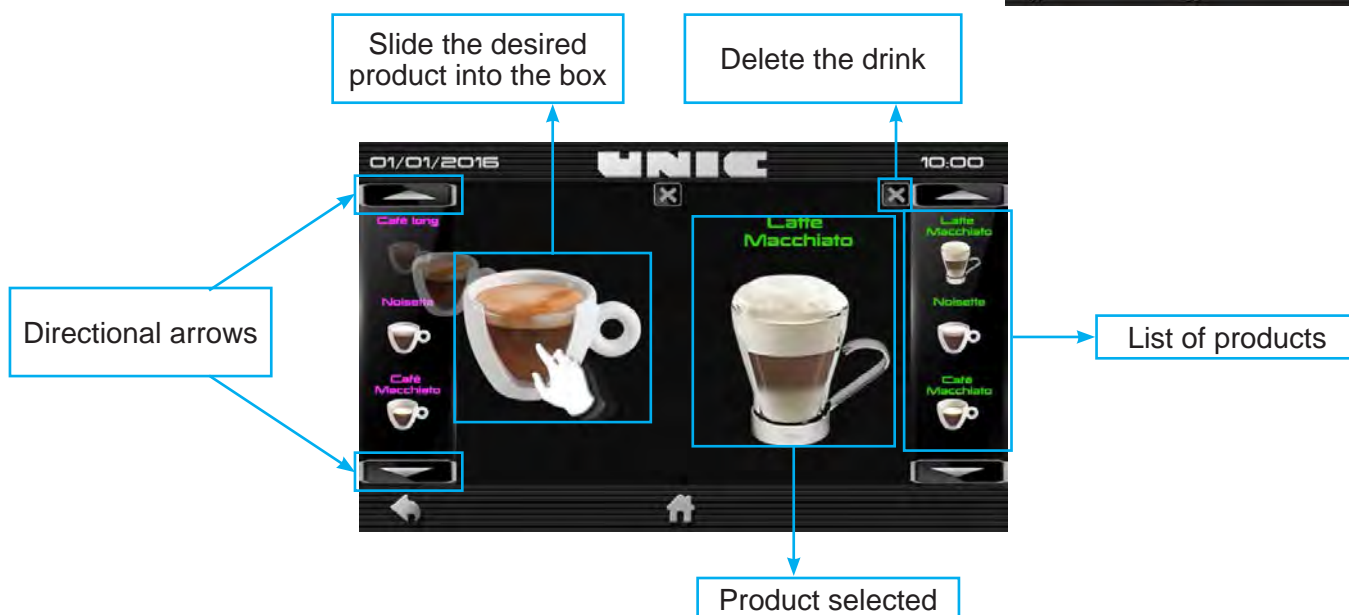 Slide the desired
product into the box
Delete the drink
01/01/2016
UNIC
10:00
Café long
Latte
Macchiato
Latte
Macchiato
Noisette
Noisette
Directional arrows
List of products
Café
Macchiato
Café
Macchiato
Product selected